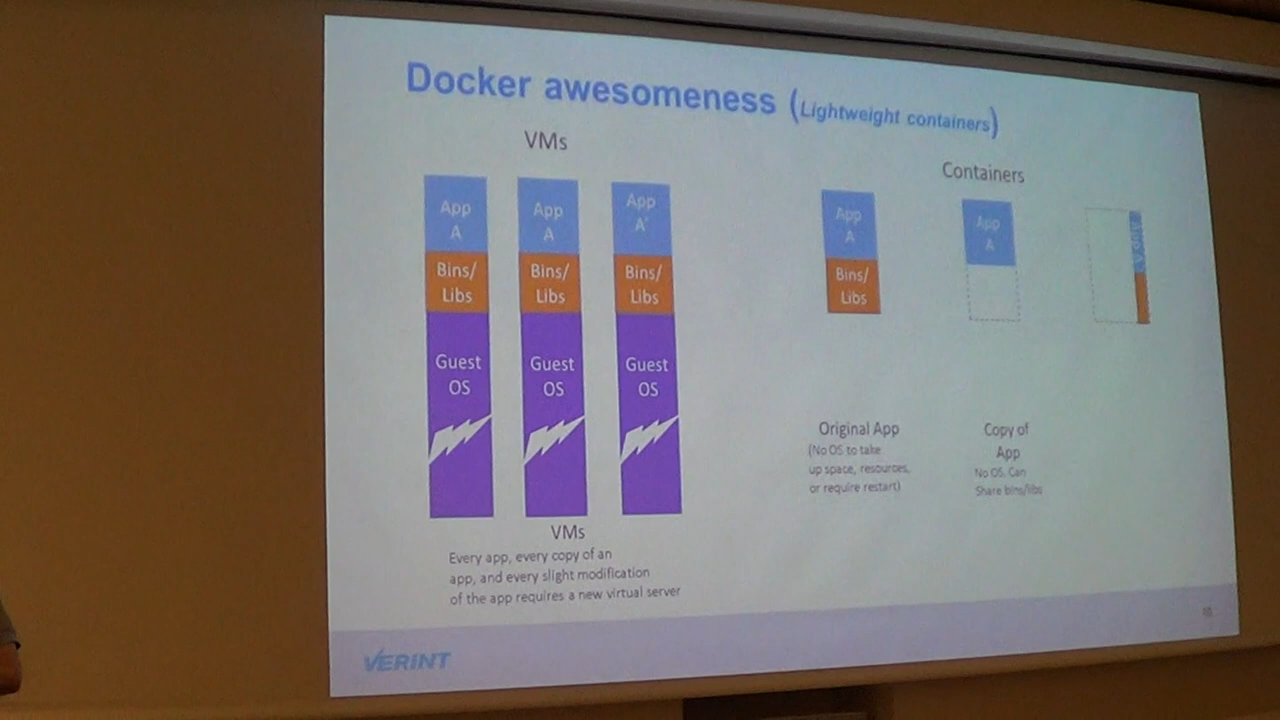 Docker awesomeness (Lightweight containers)
VMs
Containers
App
A
Bins/
Libs
Guest
OS
App
A
Bins/
Libs
Guest
OS
App
A'
Bins/
Libs
Guest
OS
VMs
Every app, every copy of an
app, and every slight modification
of the app requires a new virtual server
App
A
Bins/
Libs
Original App
(No OS to take
up space, resources,
or require restart)
App
A
Copy of
App
No OS. Can
Share bins/libs
App
VERINT